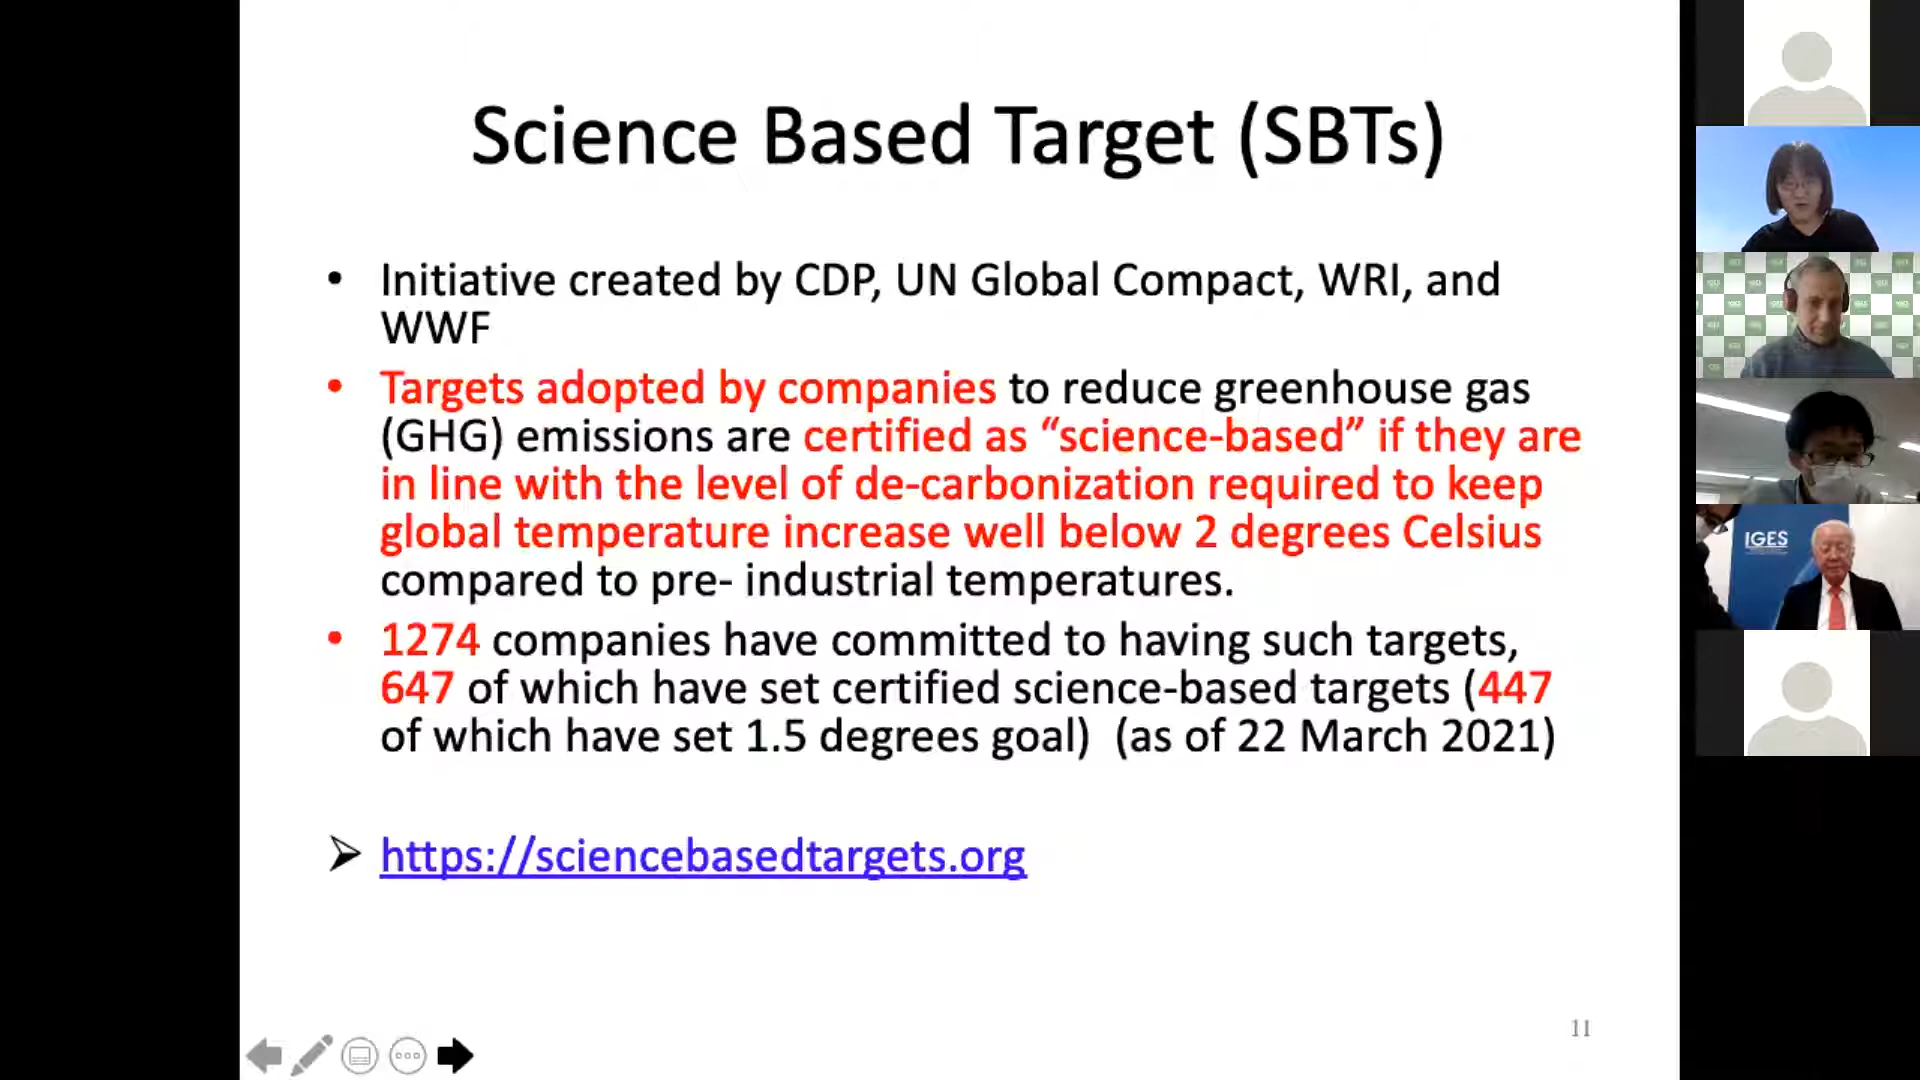 Science Based Target (SBTs)
• Initiative created by CDP, UN Global Compact, WRI, and
WWF
• Targets adopted by companies to reduce greenhouse gas
(GHG) emissions are certified as “science-based” if they are
in line with the level of de-carbonization required to keep
global temperature increase well below 2 degrees Celsius
compared to pre- industrial temperatures.
• 1274 companies have committed to having such targets,
647 of which have set certified science-based targets (447
of which have set 1.5 degrees goal)  (as of 22 March 2021)
➢ https://sciencebasedtargets.org
11
IGES